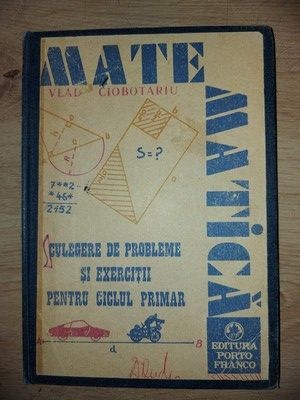 MATE
MATICĂ
VLAD CIOBOTARIU
S=?
7**2-
*46*
2152
CULEGERE DE PROBLEME
ȘI EXERCIȚII
PENTRU CICLUL PRIMAR
A
d
B
EDITURA
PORTO
FRANCO